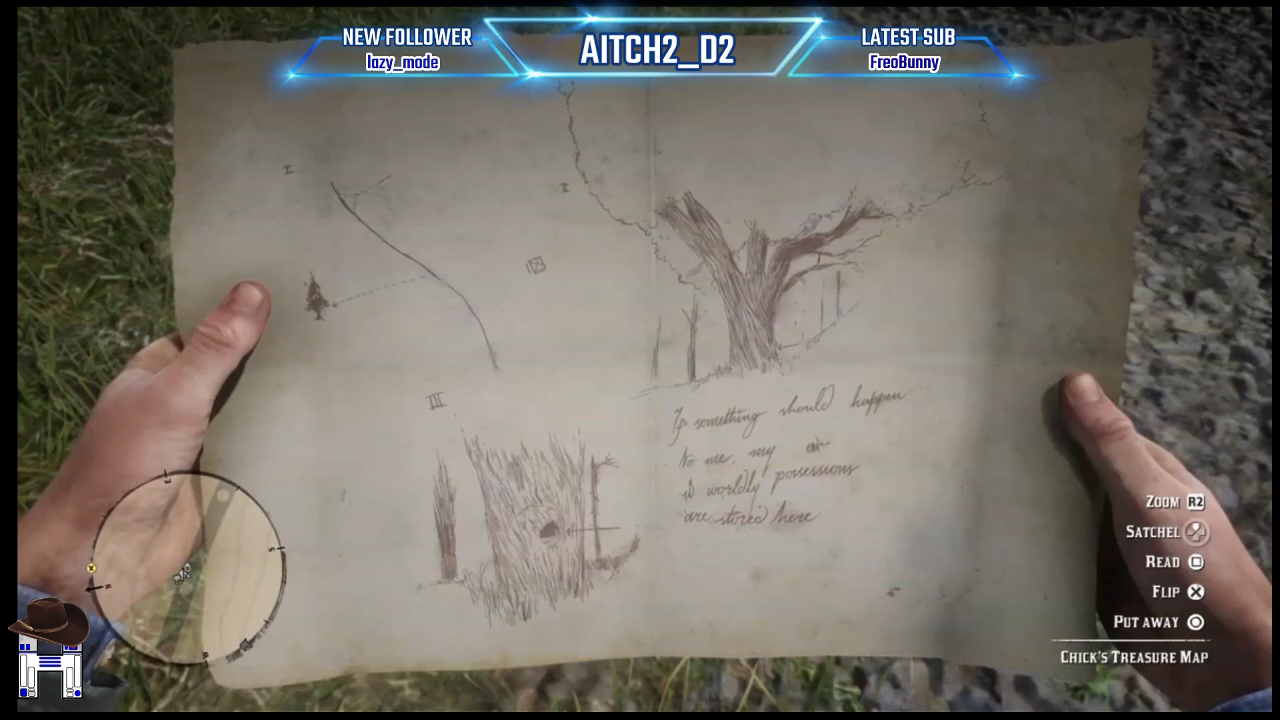 NEW FOLLOWER
lazy_mode
AITCH2_D2
LATEST SUB
FreoBunny
I
II
III
If something should happen
to me, my
worldly possessions
are stored here
ZOOM R2
SATCHEL
READ
FLIP
PUT AWAY
CHICK'S TREASURE MAP